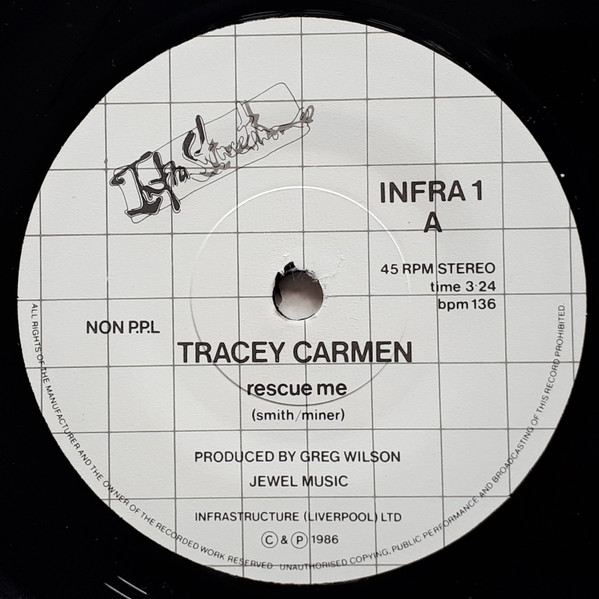 Infra Structure
INFRA 1
A
45 RPM STEREO
time 3·24
bpm 136
NON P.P.L
TRACEY CARMEN
rescue me
(smith/miner)
PRODUCED BY GREG WILSON
JEWEL MUSIC
INFRASTRUCTURE (LIVERPOOL) LTD
Ⓒ & Ⓟ 1986
ALL RIGHTS OF THE MANUFACTURER AND THE OWNER OF THE RECORDED WORK RESERVED UNAUTHORISED COPYING, PUBLIC PERFORMANCE AND BROADCASTING OF THIS RECORD PROHIBITED